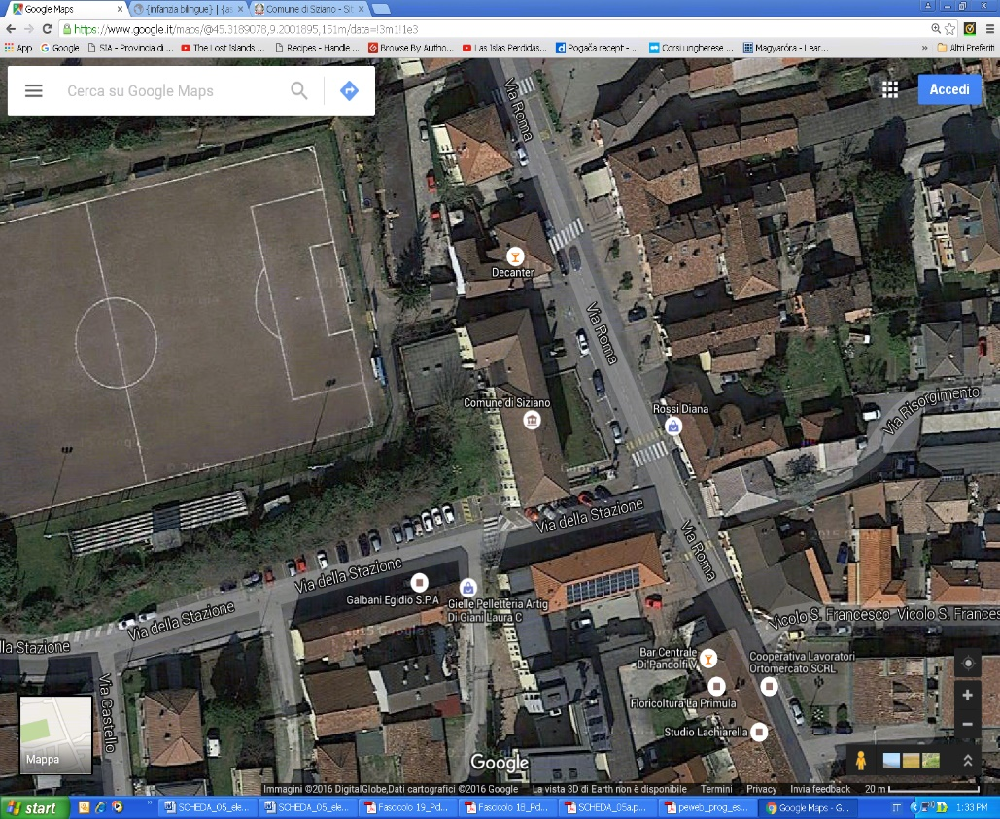 Google Maps
{infanzia bilingue} | {as
Comune di Siziano - Sit
https://www.google.it/maps/@45.3189078,9.2001895,151m/data=!3m1!1e3
App
Google
SIA - Provincia di ...
The Lost Islands ...
Recipes - Handle ...
Browse By Autho...
Las Islas Perdidas...
Pogača recept - ...
Corsi ungherese ...
Magyaróra - Lear...
»
Altri Preferiti
Cerca su Google Maps
Accedi
Via Roma
Decanter
Via Roma
Comune di Siziano
Rossi Diana
Via Risorgimento
Via della Stazione
Via Roma
Via della Stazione
Galbani Egidio S.P.A
Gielle Pelletteria Artig
Di Giani Laura C
Via della Stazione
lla Stazione
Vicolo S. Francesco
Vicolo S. Frances
Via Castello
Bar Centrale
Di Pandolfi V
Cooperativa Lavoratori
Ortomercato SCRL
Floricoltura La Primula
Studio Lachiarella
Mappa
Google
Immagini ©2016 DigitalGlobe,Dati cartografici ©2016 Google
La vista 3D di Earth non è disponibile
Termini
Privacy
Invia feedback
20 m
start
SCHEDA_05_ele...
SCHEDA_05_ele...
Fascicolo 19_Pd...
Fascicolo 18_Pd...
SCHEDA_05a.p...
peweb_prog_es...
Google Maps - G...
IT
1:33 PM